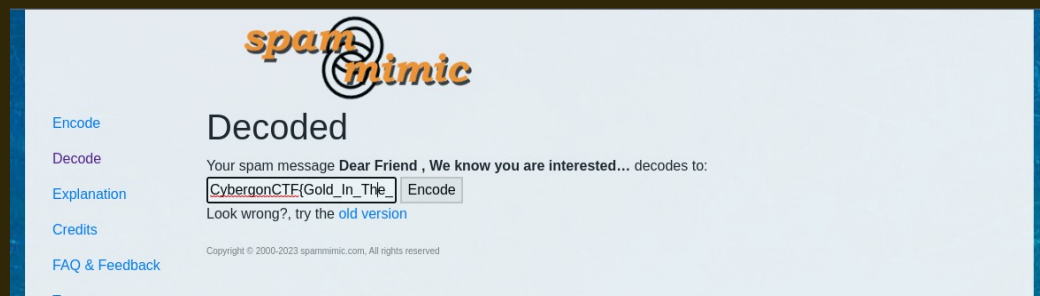 spam
mimic
Encode
Decode
Explanation
Credits
FAQ & Feedback
Decoded
Your spam message Dear Friend , We know you are interested... decodes to:
CybergonCTF{Gold_In_The_
Encode
Look wrong?, try the old version
Copyright © 2000-2023 spammimic.com, All rights reserved